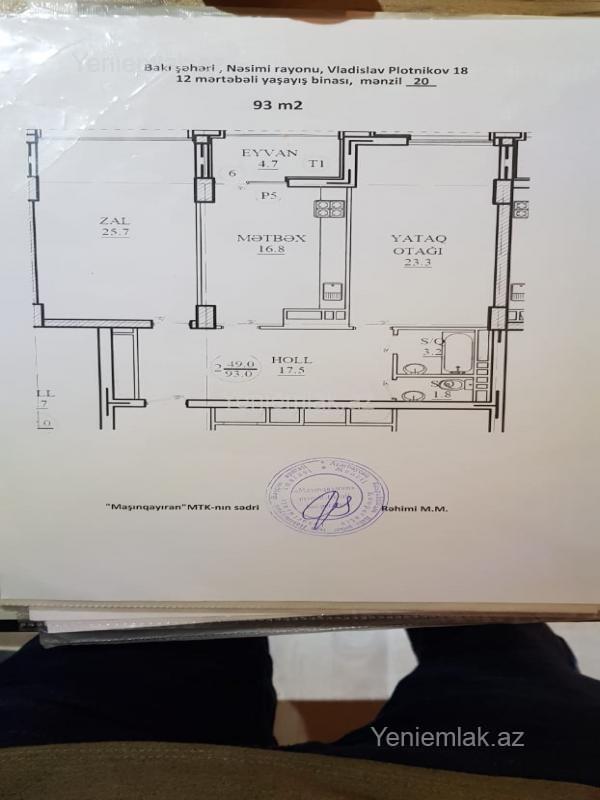 Yeniemlak.az
Bakı şəhəri , Nəsimi rayonu, Vladislav Plotnikov 18
12 mərtəbəli yaşayış binası, mənzil 20
93 m2
EYVAN
4.7
T1
6
P5
ZAL
25.7
MƏTBƏX
16.8
YATAQ
OTAĞI
23.3
S/Q
3.2
HOLL
17.5
2 49.0
93.0
S/Q
1.8
LL
7
.0
Yeniemlak.az
"Maşınqayıran"MTK-nın sədri
Rəhimi M.M.
Yeniemlak.az